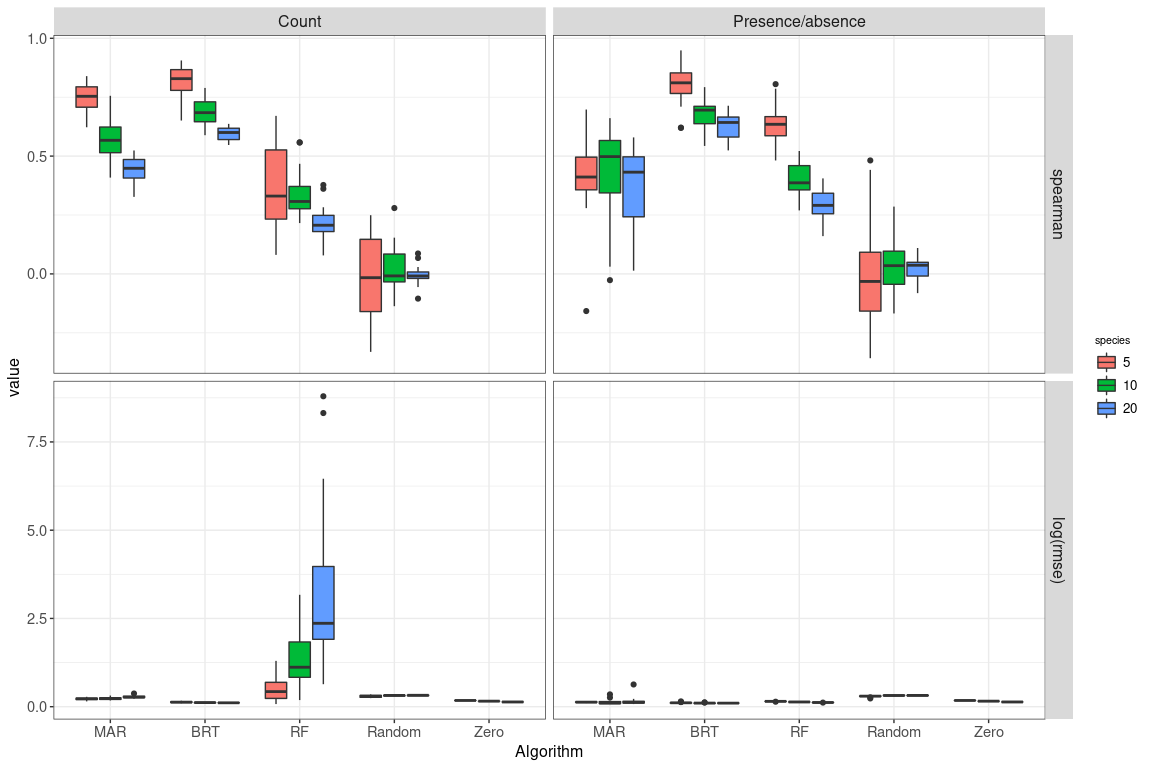 Count
Presence/absence
1.0
0.5
0.0
spearman
value
7.5
5.0
2.5
0.0
log(rmse)
MAR BRT RF Random Zero
MAR BRT RF Random Zero
Algorithm
species
5
10
20